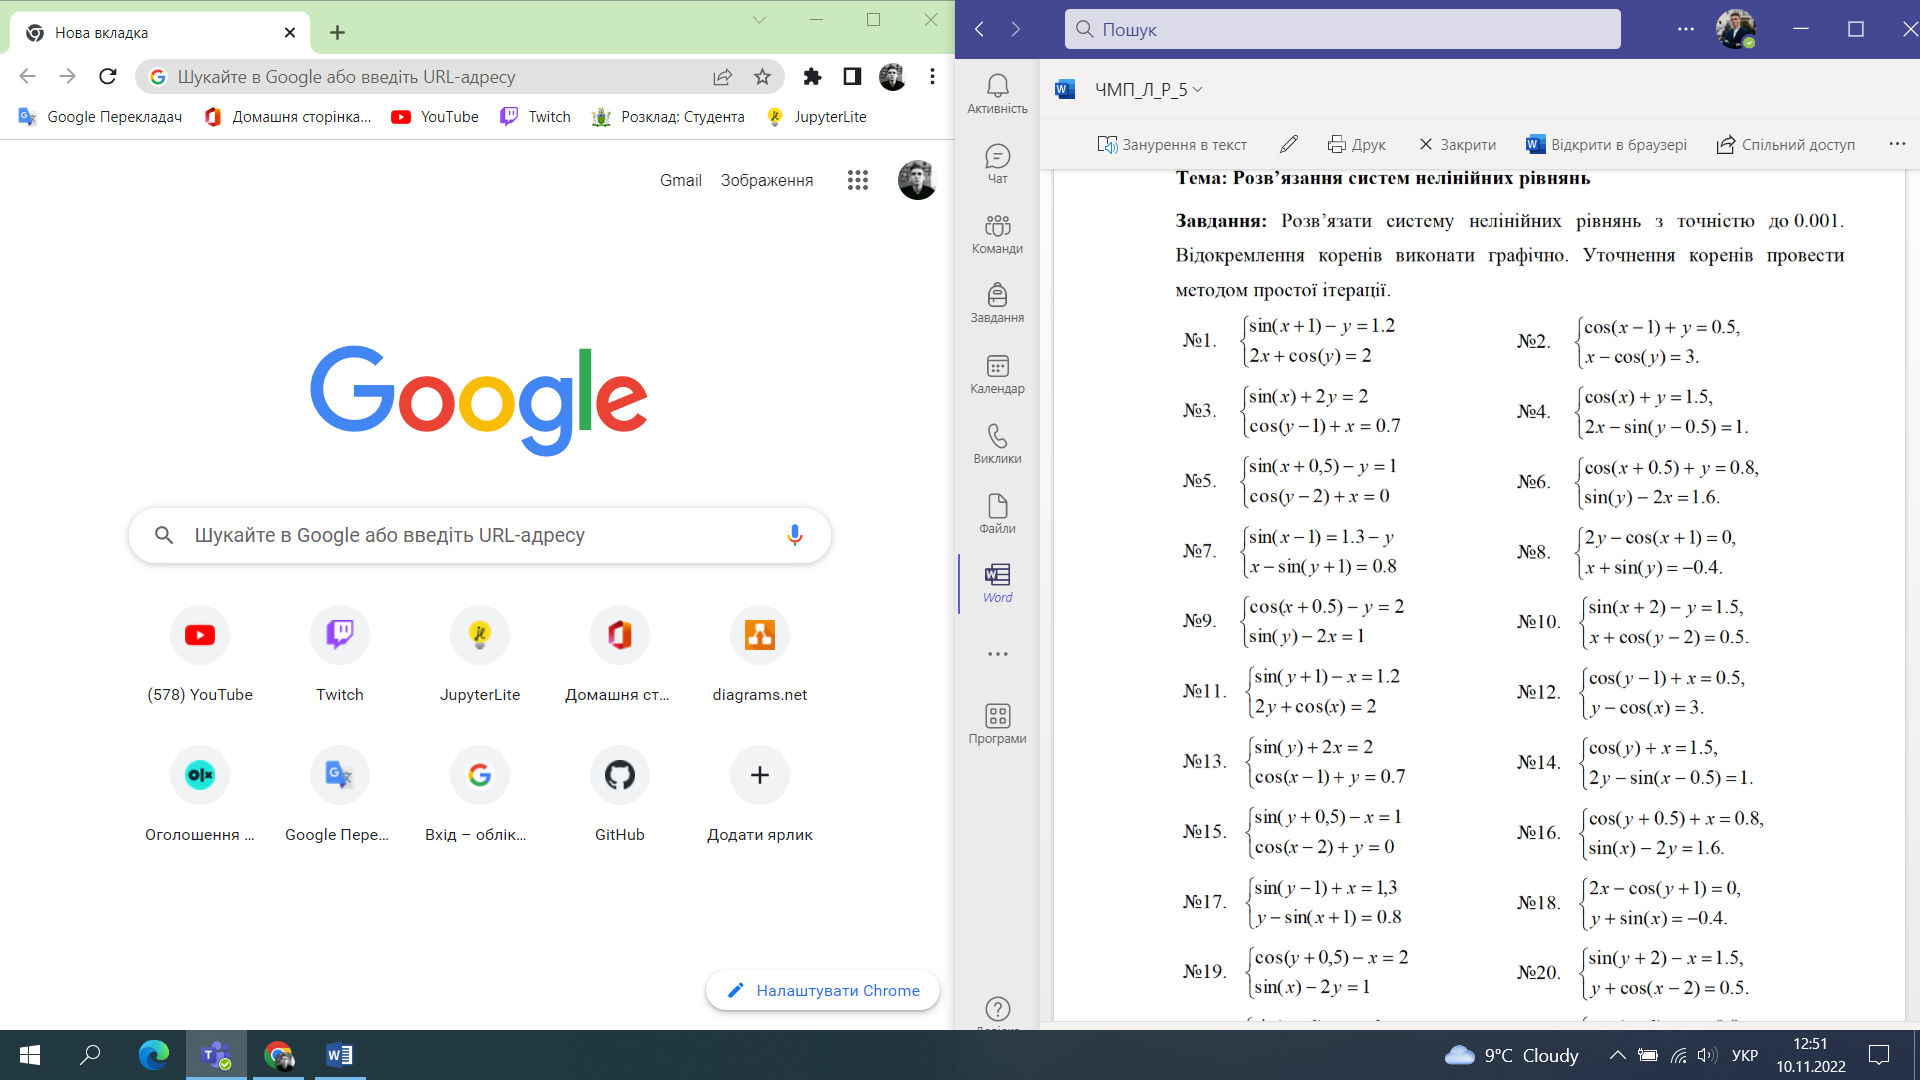 Нова вкладка
Шукайте в Google або введіть URL-адресу
Google Перекладач
Домашня сторінка...
YouTube
Twitch
Розклад: Студента
JupyterLite
Gmail
Зображення
Google
Шукайте в Google або введіть URL-адресу
(578) YouTube
Twitch
JupyterLite
Домашня ст...
diagrams.net
Оголошення ...
Google Пере...
Вхід – облік...
GitHub
Додати ярлик
Налаштувати Chrome
Пошук
Активність
Чат
Команди
Завдання
Календар
Виклики
Файли
Word
Програми
ЧМП_Л_Р_5
Занурення в текст
Друк
Закрити
Відкрити в браузері
Спільний доступ
Тема: Розв’язання систем нелінійних рівнянь
Завдання: Розв’язати систему нелінійних рівнянь з точністю до 0.001.
Відокремлення коренів виконати графічно. Уточнення коренів провести
методом простої ітерації.
№1.
sin(x+1) − y = 1.2
2x + cos(y) = 2
№2.
cos(x −1) + y = 0.5,
x − cos(y) = 3.
№3.
sin(x) + 2y = 2
cos(y −1) + x = 0.7
№4.
cos(x) + y = 1.5,
2x − sin(y − 0.5) = 1.
№5.
sin(x + 0,5) − y = 1
cos(y − 2) + x = 0
№6.
cos(x + 0.5) + y = 0.8,
sin(y) − 2x = 1.6.
№7.
sin(x −1) = 1.3 − y
x − sin(y +1) = 0.8
№8.
2y − cos(x +1) = 0,
x + sin(y) = −0.4.
№9.
cos(x + 0.5) − y = 2
sin(y) − 2x = 1
№10.
sin(x + 2) − y = 1.5,
x + cos(y − 2) = 0.5.
№11.
sin(y +1) − x = 1.2
2y + cos(x) = 2
№12.
cos(y −1) + x = 0.5,
y − cos(x) = 3.
№13.
sin(y) + 2x = 2
cos(x −1) + y = 0.7
№14.
cos(y) + x = 1.5,
2y − sin(x − 0.5) = 1.
№15.
sin(y + 0,5) − x = 1
cos(x − 2) + y = 0
№16.
cos(y + 0.5) + x = 0.8,
sin(x) − 2y = 1.6.
№17.
sin(y −1) + x = 1,3
y − sin(x +1) = 0.8
№18.
2x − cos(y +1) = 0,
y + sin(x) = −0.4.
№19.
cos(y + 0,5) − x = 2
sin(x) − 2y = 1
№20.
sin(y + 2) − x = 1.5,
y + cos(x − 2) = 0.5.
9°C Cloudy
УКР
12:51
10.11.2022